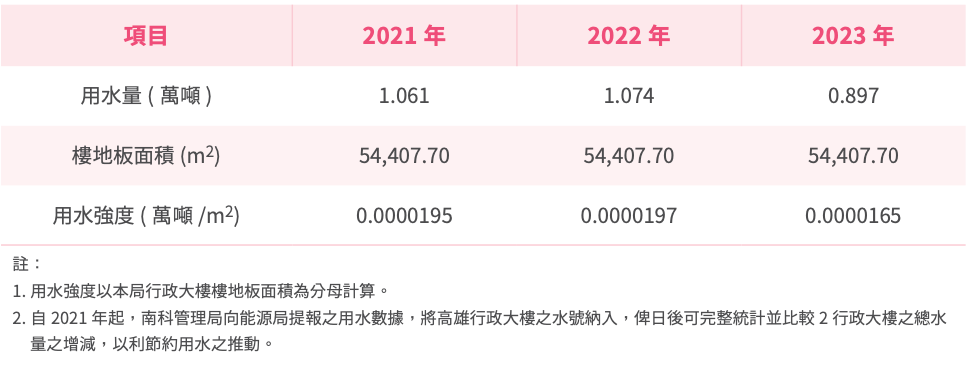 項目 2021 年 2022 年 2023 年
用水量 ( 萬噸 ) 1.061 1.074 0.897
樓地板面積 (m²) 54,407.70 54,407.70 54,407.70
用水強度 ( 萬噸 /m²) 0.0000195 0.0000197 0.0000165
註：
1. 用水強度以本局行政大樓樓地板面積為分母計算。
2. 自 2021 年起，南科管理局向能源局提報之用水數據，將高雄行政大樓之水號納入，俾日後可完整統計並比較 2 行政大樓之總水
量之增減，以利節約用水之推動。